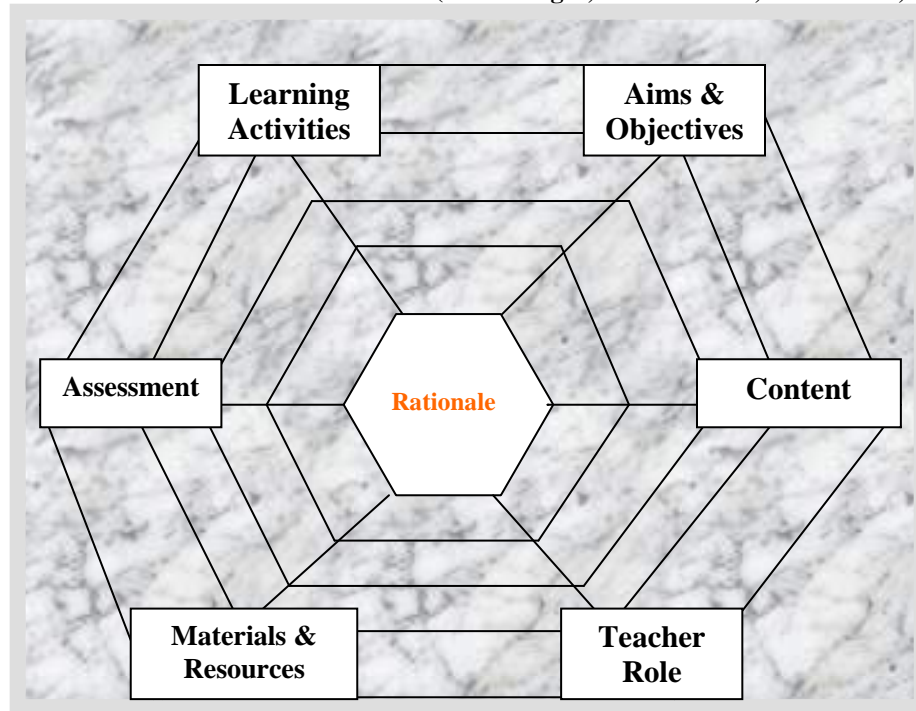 Learning
Activities
Aims &
Objectives
Assessment
Rationale
Content
Materials &
Resources
Teacher
Role